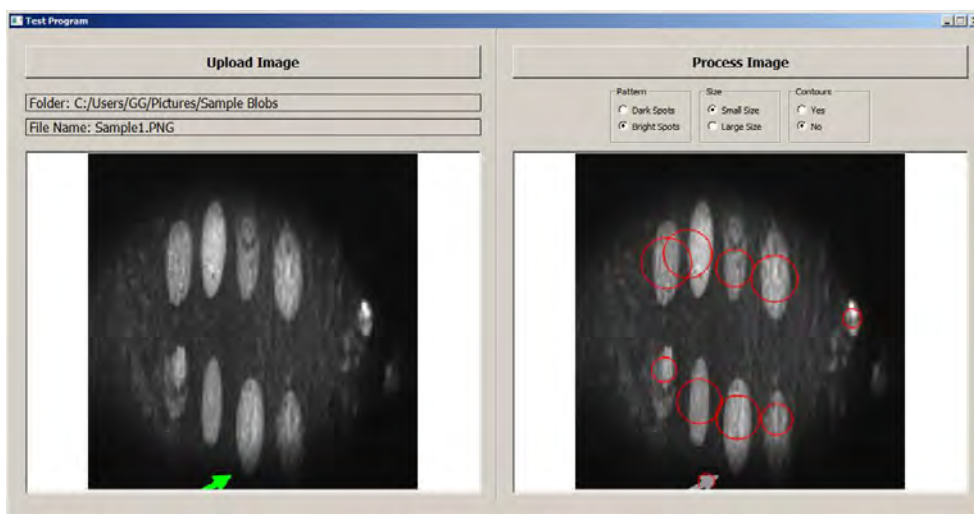 Test Program
Upload Image
Process Image
Folder: C:/Users/GG/Pictures/Sample Blobs
File Name: Sample1.PNG
Pattern
Dark Spots
Bright Spots
Size
Small Size
Large Size
Contours
Yes
No